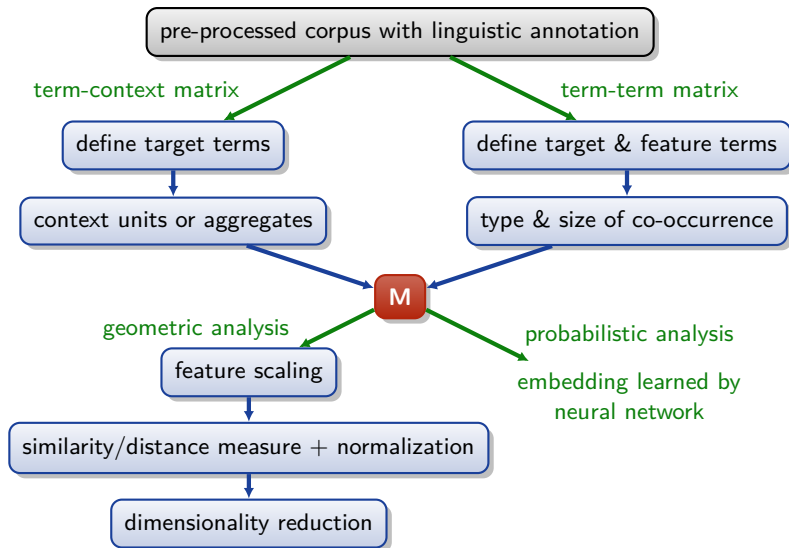 pre-processed corpus with linguistic annotation
term-context matrix
term-term matrix
define target terms
define target & feature terms
context units or aggregates
type & size of co-occurrence
M
geometric analysis
probabilistic analysis
feature scaling
embedding learned by
neural network
similarity/distance measure + normalization
dimensionality reduction